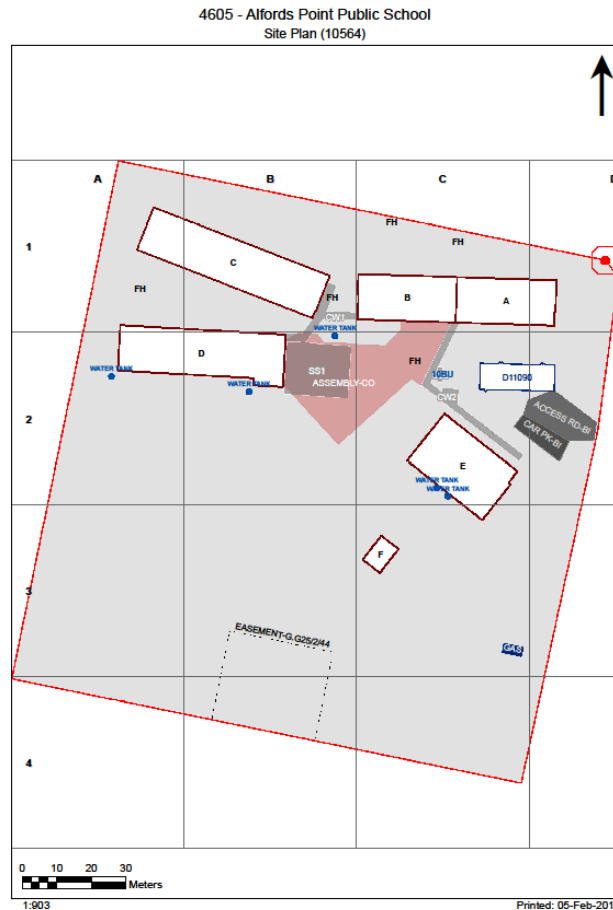 4605 - Alfords Point Public School
Site Plan (10564)
A
B
C
D
1
FH
FH
C
FH
FH
B
A
CW1
WATER TANK
D
SS1
ASSEMBLY-CO
FH
10BU
D11090
WATER TANK
WATER TANK
CW2
ACCESS RD-BI
CAR PK-BI
2
E
WATER TANK
WATER TANK
F
3
EASEMENT-G.G25/2/44
GAS
4
0 10 20 30
Meters
1:903
Printed: 05-Feb-201